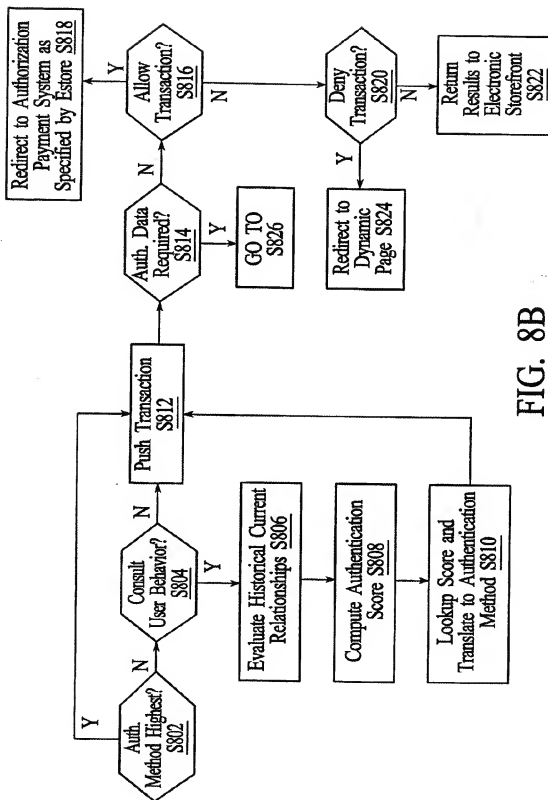 Auth.
Method Highest?
S802
Y
N
Consult
User Behavior?
S804
N
Y
Evaluate Historical Current
Relationships S806
Compute Authentication
Score S808
Lookup Score and
Translate to Authentication
Method S810
Push Transaction
S812
Auth. Data
Required?
S814
N
Y
GO TO
S826
Allow
Transaction?
S816
Y
N
Redirect to Authorization
Payment System as
Specified by Estore S818
Deny
Transaction?
S820
Y
N
Redirect to
Dynamic
Page S824
Return
Results to
Electronic
Storefront
S822
FIG. 8B